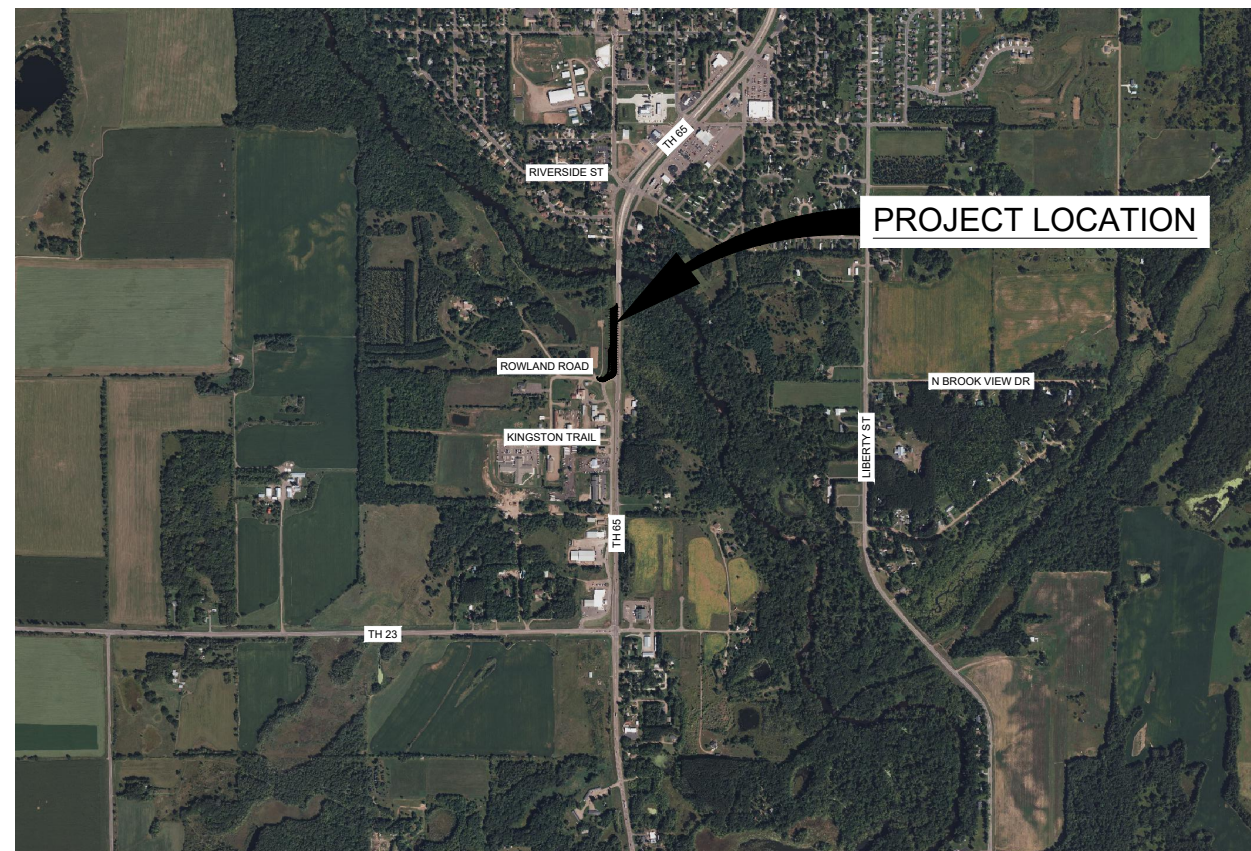 TH 65
RIVERSIDE ST
PROJECT LOCATION
ROWLAND ROAD
N BROOK VIEW DR
KINGSTON TRAIL
LIBERTY ST
TH 65
TH 23